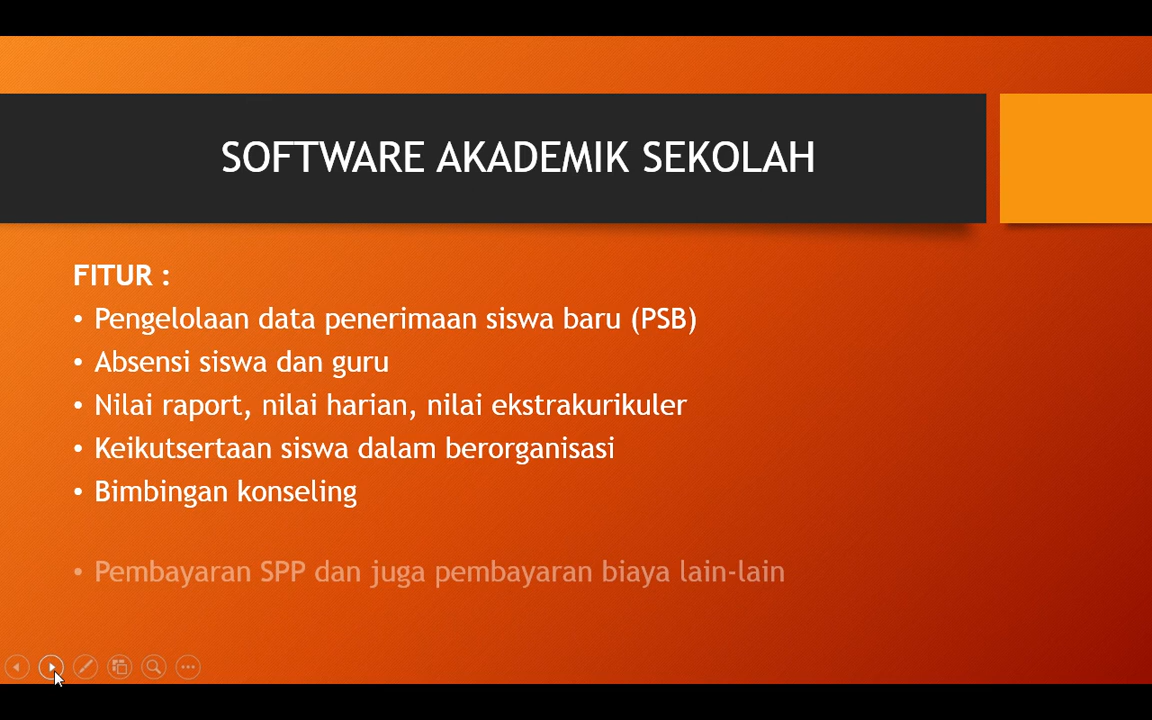 SOFTWARE AKADEMIK SEKOLAH
FITUR :
• Pengelolaan data penerimaan siswa baru (PSB)
• Absensi siswa dan guru
• Nilai raport, nilai harian, nilai ekstrakurikuler
• Keikutsertaan siswa dalam berorganisasi
• Bimbingan konseling
• Pembayaran SPP dan juga pembayaran biaya lain-lain